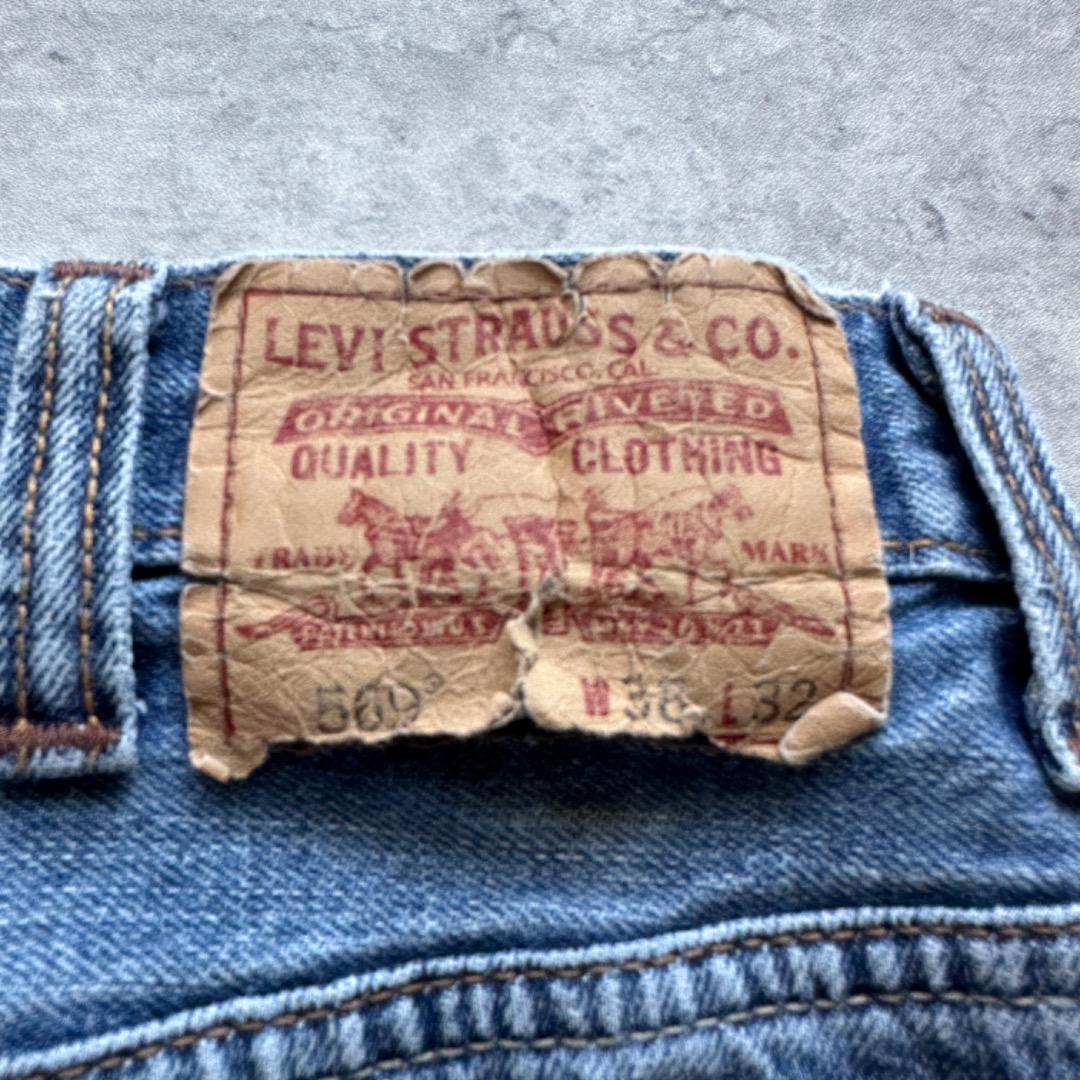 LEVI STRAUSS & CO.
SAN FRANCISCO, CAL.
ORIGINAL RIVETED
QUALITY CLOTHING
TRADE MARK
569 W 38 L 32